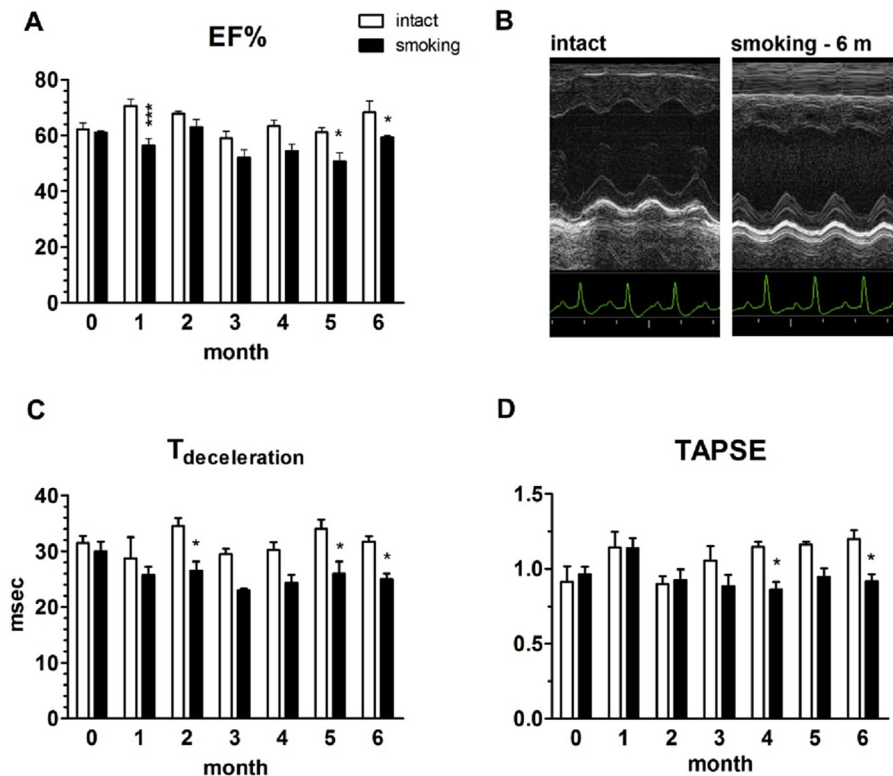 A
EF%
intact
smoking
80
60
40
20
0
***
*
*
0 1 2 3 4 5 6
month
B
intact
smoking - 6 m
C
Tdeceleration
40
30
20
10
0
msec
*
*
*
0 1 2 3 4 5 6
month
D
TAPSE
1.5
1.0
0.5
0.0
*
*
0 1 2 3 4 5 6
month